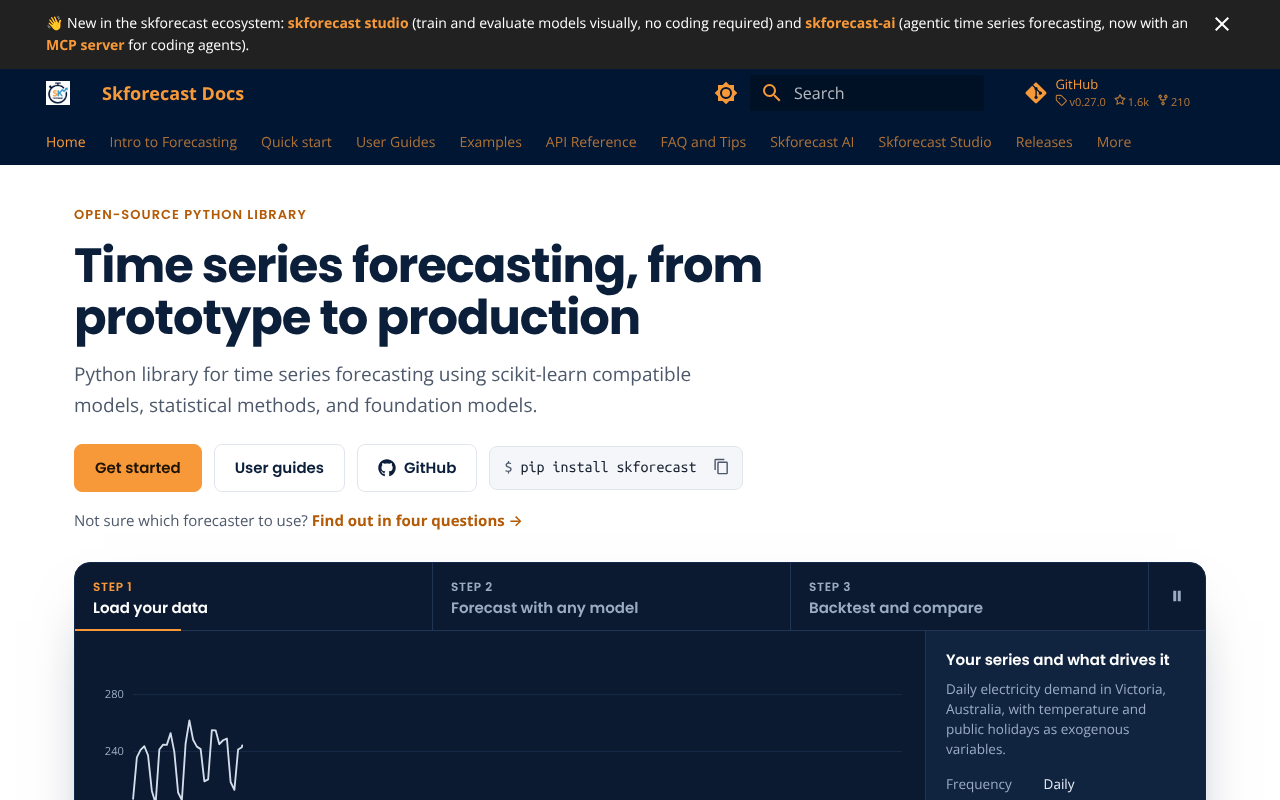 👋 New in the skforecast ecosystem: skforecast studio (train and evaluate models visually, no coding required) and skforecast-ai (agentic time series forecasting, now with an
MCP server for coding agents).
Skforecast Docs
Search
GitHub
v0.27.0 1.6k 210
Home Intro to Forecasting Quick start User Guides Examples API Reference FAQ and Tips Skforecast AI Skforecast Studio Releases More
OPEN-SOURCE PYTHON LIBRARY
Time series forecasting, from
prototype to production
Python library for time series forecasting using scikit-learn compatible
models, statistical methods, and foundation models.
Get started User guides GitHub $ pip install skforecast
Not sure which forecaster to use? Find out in four questions →
STEP 1
Load your data
STEP 2
Forecast with any model
STEP 3
Backtest and compare
280
240
Your series and what drives it
Daily electricity demand in Victoria,
Australia, with temperature and
public holidays as exogenous
variables.
Frequency Daily